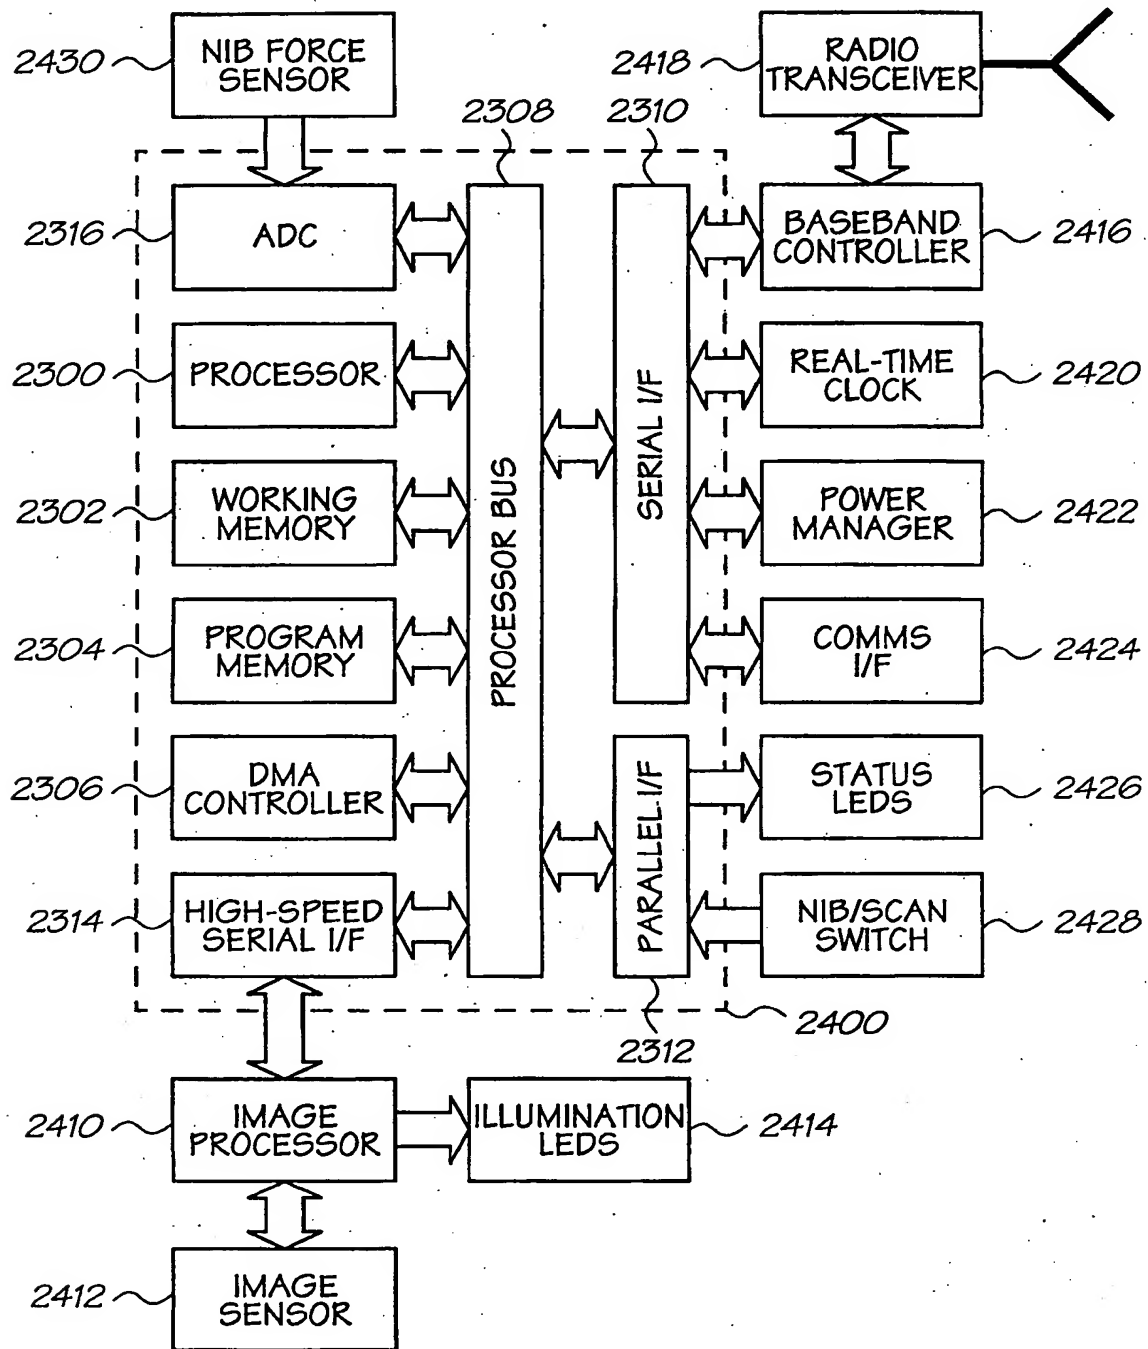 2430
NIB FORCE
SENSOR
2418
RADIO
TRANSCEIVER
2308
2310
2316
ADC
BASEBAND
CONTROLLER
2416
2300
PROCESSOR
REAL-TIME
CLOCK
2420
2302
WORKING
MEMORY
PROCESSOR BUS
SERIAL I/F
POWER
MANAGER
2422
2304
PROGRAM
MEMORY
COMMS
I/F
2424
2306
DMA
CONTROLLER
PARALLEL I/F
STATUS
LEDS
2426
2314
HIGH-SPEED
SERIAL I/F
NIB/SCAN
SWITCH
2428
2312
2400
2410
IMAGE
PROCESSOR
ILLUMINATION
LEDS
2414
2412
IMAGE
SENSOR